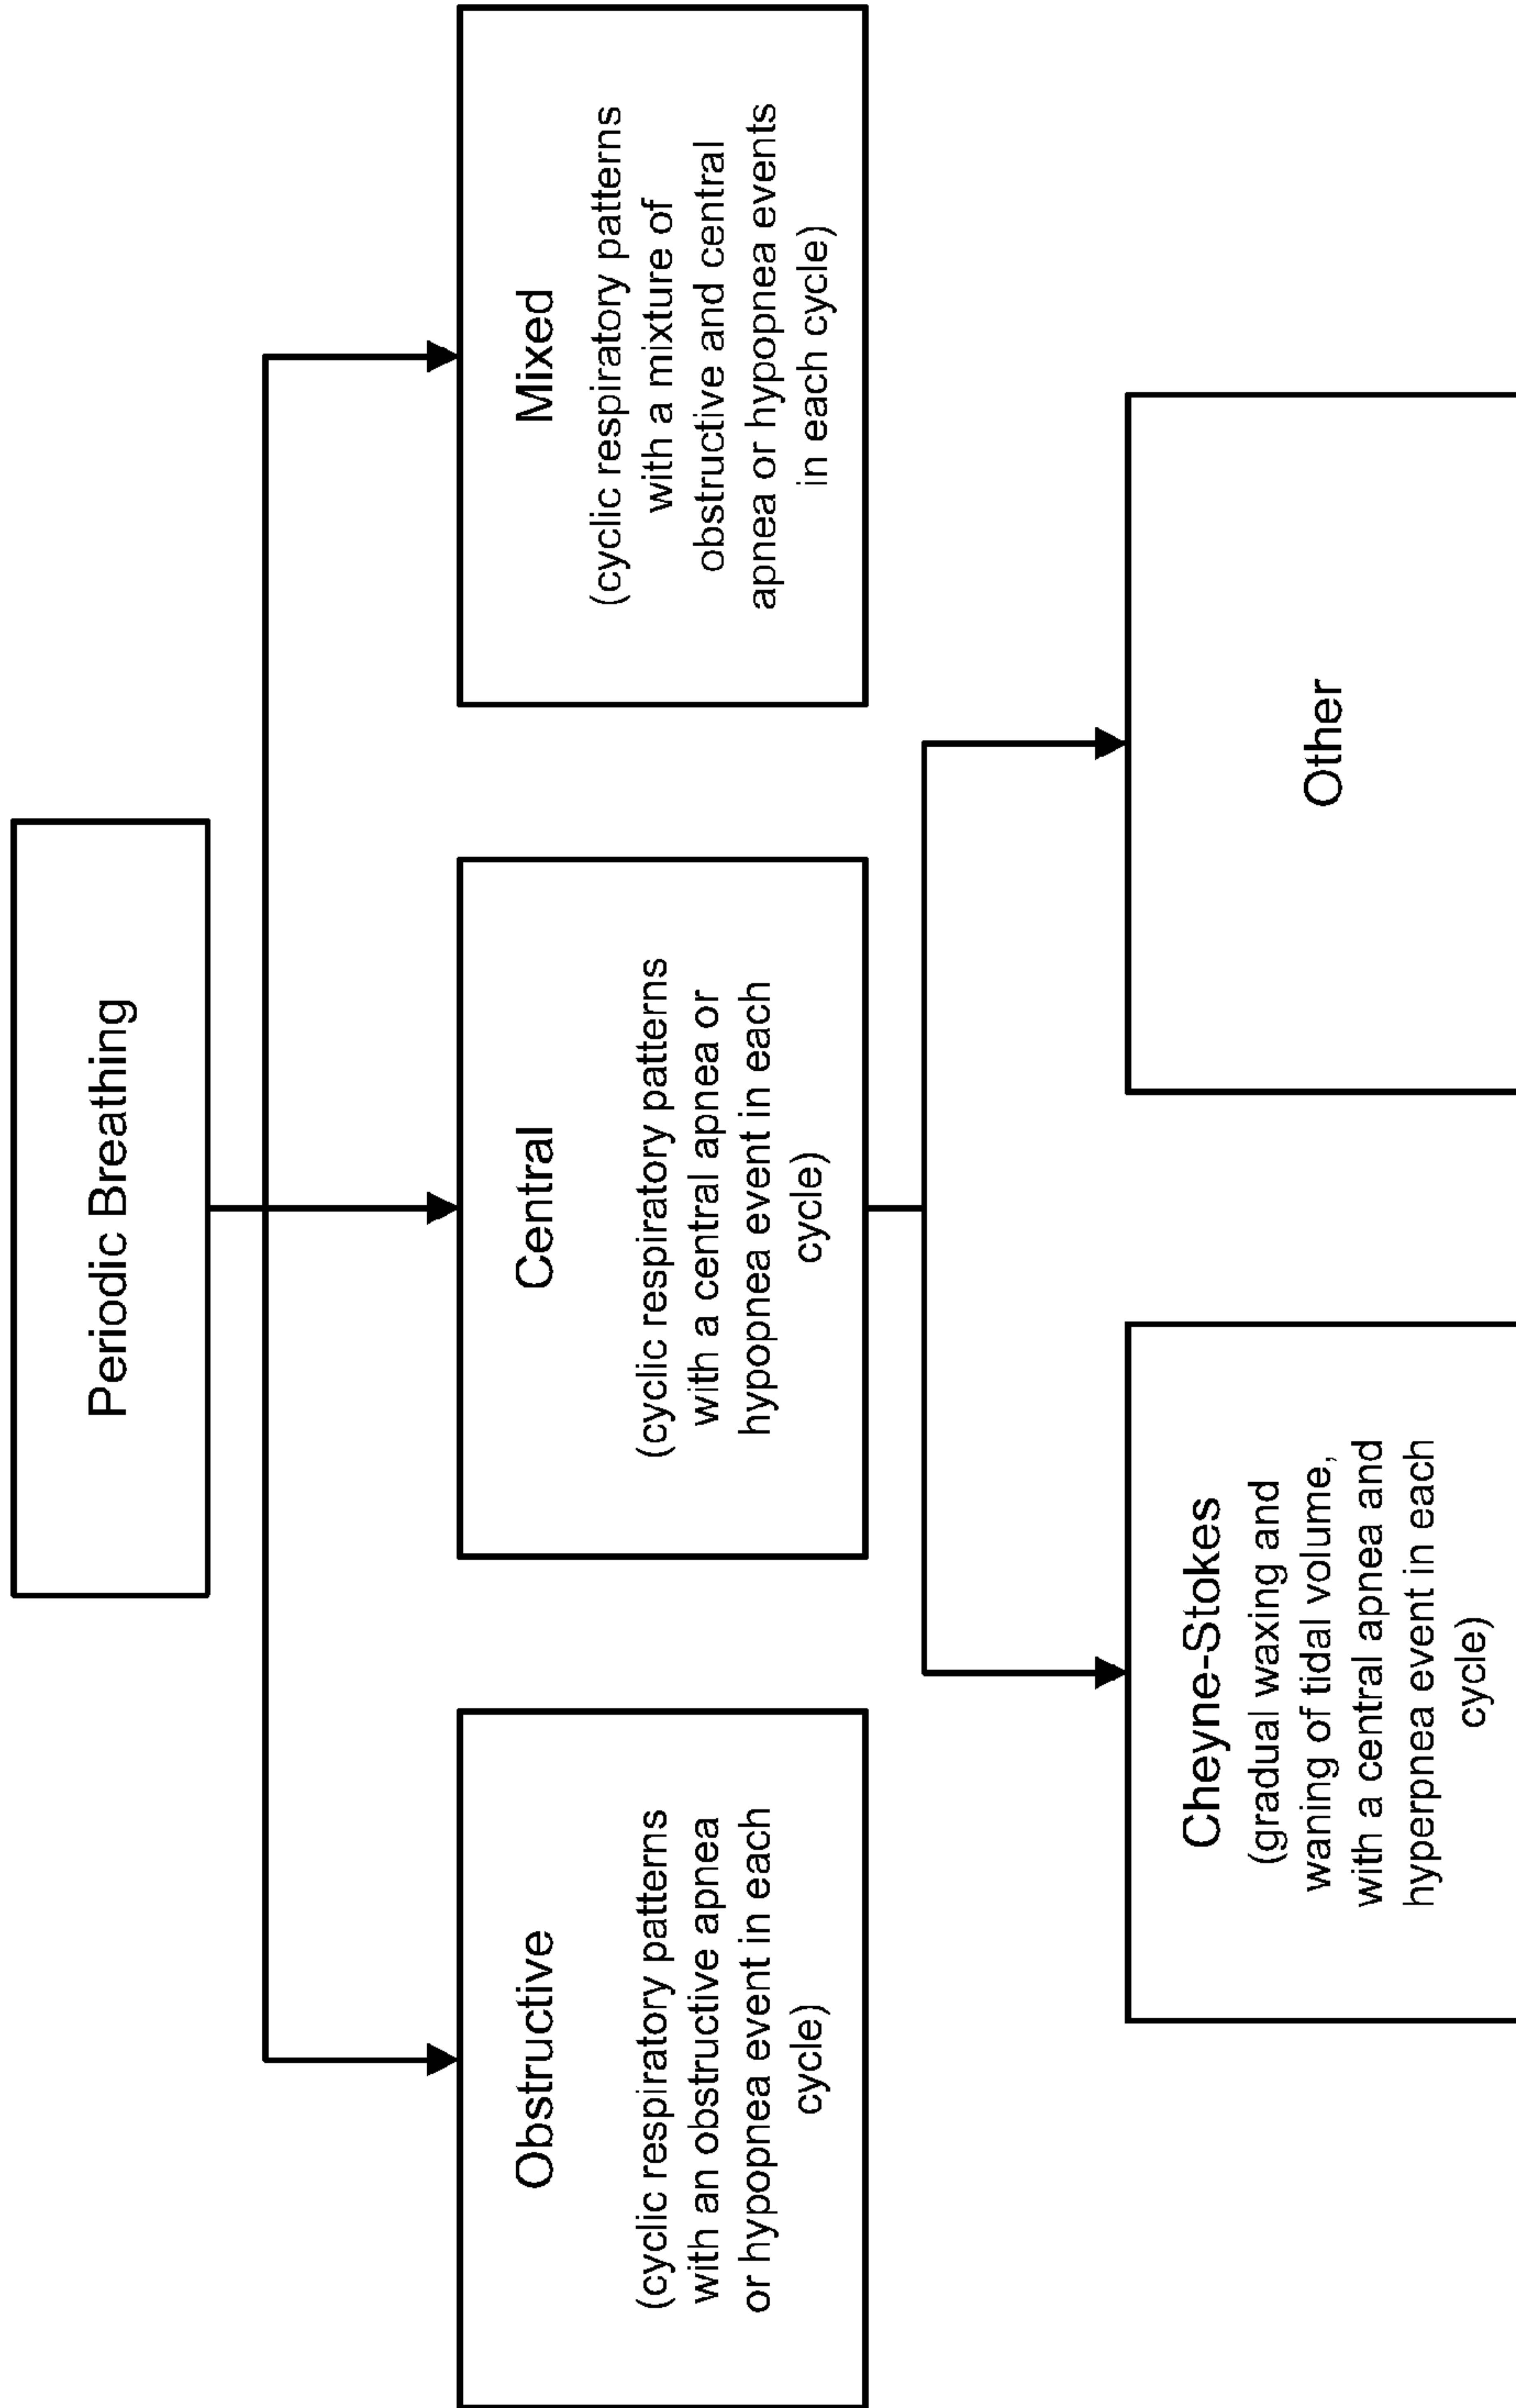 Periodic Breathing
Obstructive
(cyclic respiratory patterns
with an obstructive apnea
or hypopnea event in each
cycle)
Central
(cyclic respiratory patterns
with a central apnea or
hypopnea event in each
cycle)
Mixed
(cyclic respiratory patterns
with a mixture of
obstructive and central
apnea or hypopnea events
in each cycle)
Cheyne-Stokes
(gradual waxing and
waning of tidal volume,
with a central apnea and
hyperpnea event in each
cycle)
Other